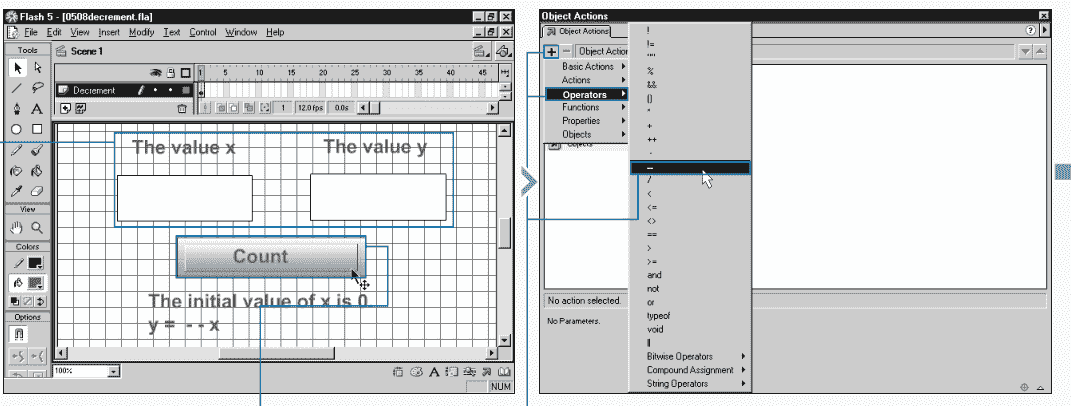 Flash 5 - [0508decrement.fla]
File Edit View Insert Modify Text Control Window Help
Tools
Scene 1
1 5 10 15 20 25 30 35 40 45
Decrement
1 12.0 fps 0.0s
A
The value x The value y
View
Colors
Count
The initial value of x is 0
y = - - x
Options
100%
NUM
Object Actions
Object Actions
?
+ -
Basic Actions
Actions
Operators
Functions
Properties
Objects
Objects
!
!=
""
%
&&
()
*
+
++
-
--
/
<
<=
<>
==
>
>=
and
not
or
typeof
void
||
Bitwise Operators
Compound Assignment
String Operators
No action selected.
No Parameters.